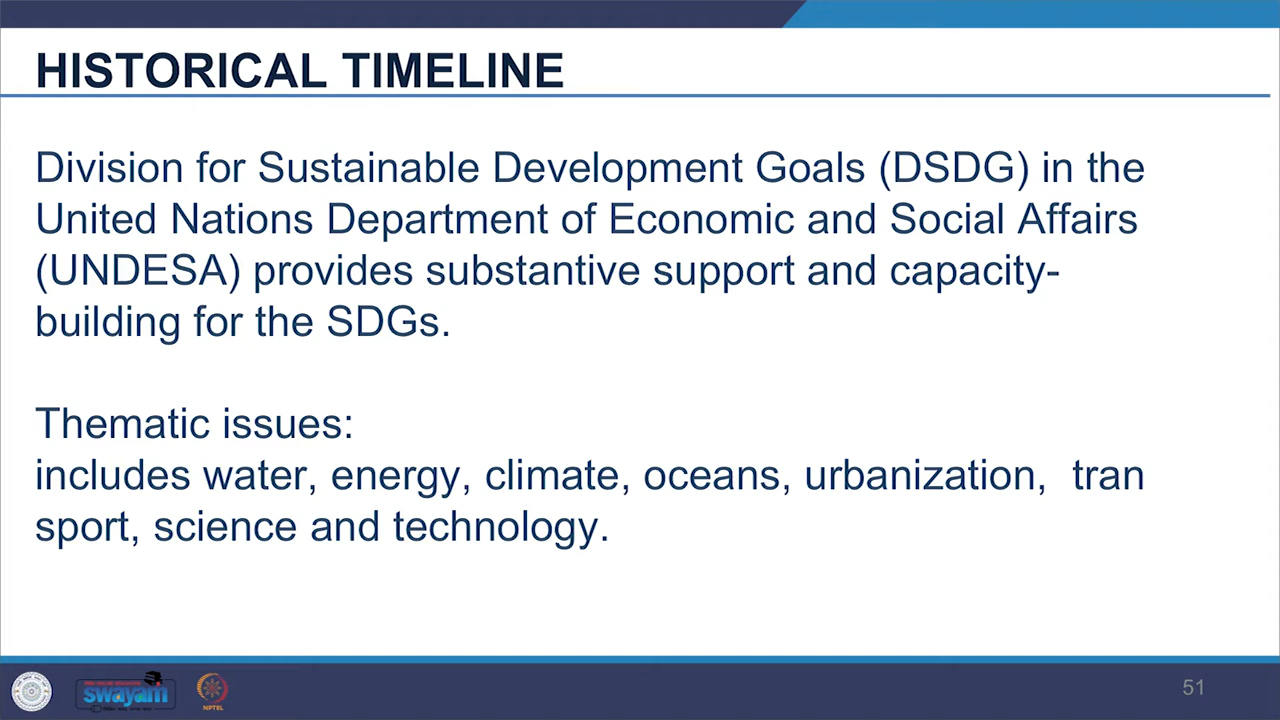 HISTORICAL TIMELINE
Division for Sustainable Development Goals (DSDG) in the
United Nations Department of Economic and Social Affairs
(UNDESA) provides substantive support and capacity-
building for the SDGs.
Thematic issues:
includes water, energy, climate, oceans, urbanization,  tran
sport, science and technology.
swayam
NPTEL
51